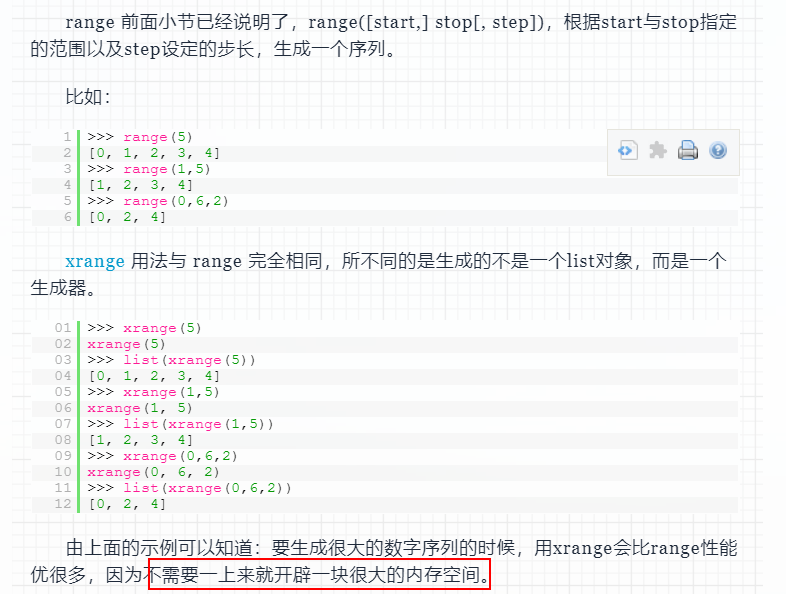 range 前面小节已经说明了，range([start,] stop[, step])，根据start与stop指定
的范围以及step设定的步长，生成一个序列。
比如：
1 >>> range(5)
2 [0, 1, 2, 3, 4]
3 >>> range(1,5)
4 [1, 2, 3, 4]
5 >>> range(0,6,2)
6 [0, 2, 4]
xrange 用法与 range 完全相同，所不同的是生成的不是一个list对象，而是一个
生成器。
01 >>> xrange(5)
02 xrange(5)
03 >>> list(xrange(5))
04 [0, 1, 2, 3, 4]
05 >>> xrange(1,5)
06 xrange(1, 5)
07 >>> list(xrange(1,5))
08 [1, 2, 3, 4]
09 >>> xrange(0,6,2)
10 xrange(0, 6, 2)
11 >>> list(xrange(0,6,2))
12 [0, 2, 4]
由上面的示例可以知道：要生成很大的数字序列的时候，用xrange会比range性能
优很多，因为不需要一上来就开辟一块很大的内存空间。